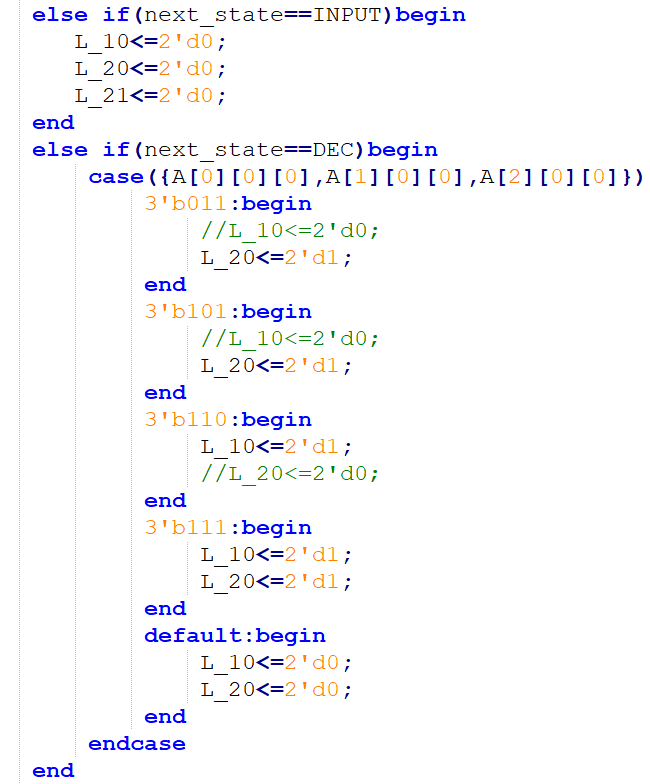 else if(next_state==INPUT)begin
   L_10<=2'd0;
   L_20<=2'd0;
   L_21<=2'd0;
end
else if(next_state==DEC)begin
    case({A[0][0][0],A[1][0][0],A[2][0][0]})
        3'b011:begin
            //L_10<=2'd0;
            L_20<=2'd1;
        end
        3'b101:begin
            //L_10<=2'd0;
            L_20<=2'd1;
        end
        3'b110:begin
            L_10<=2'd1;
            //L_20<=2'd0;
        end
        3'b111:begin
            L_10<=2'd1;
            L_20<=2'd1;
        end
        default:begin
            L_10<=2'd0;
            L_20<=2'd0;
        end
    endcase
end